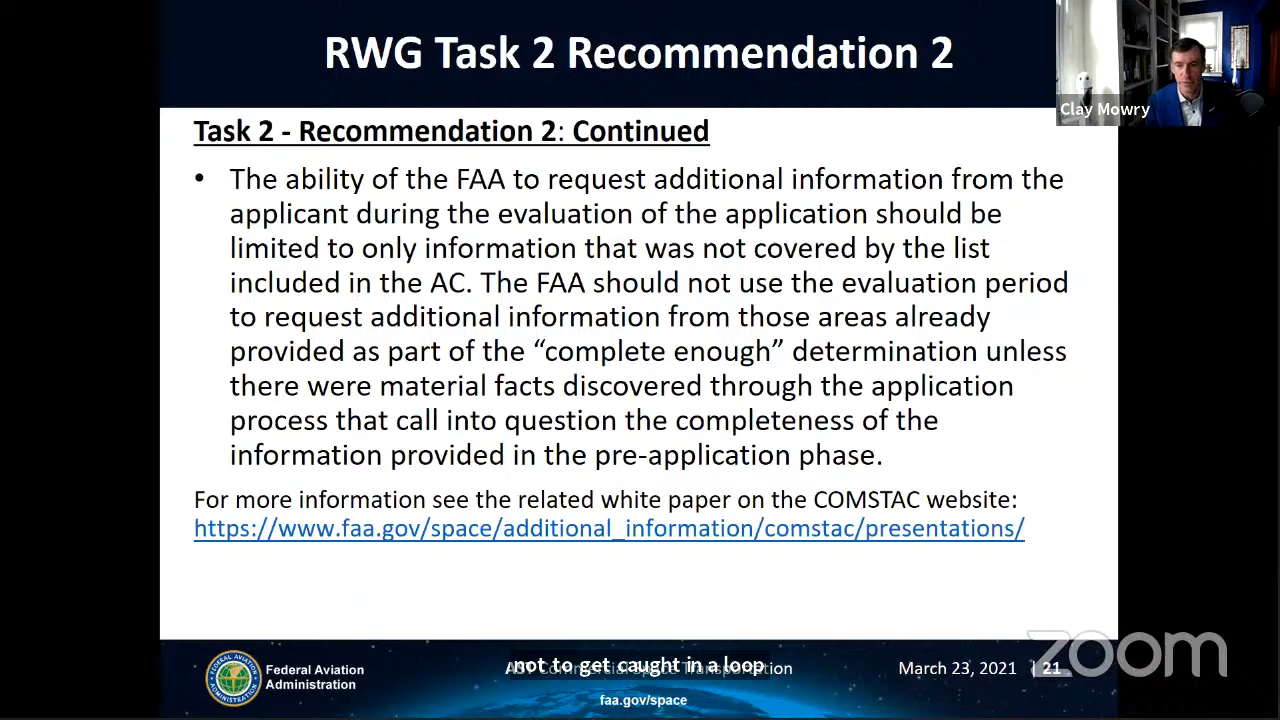 RWG Task 2 Recommendation 2
Clay Mowry
Task 2 - Recommendation 2: Continued
• The ability of the FAA to request additional information from the
applicant during the evaluation of the application should be
limited to only information that was not covered by the list
included in the AC. The FAA should not use the evaluation period
to request additional information from those areas already
provided as part of the “complete enough” determination unless
there were material facts discovered through the application
process that call into question the completeness of the
information provided in the pre-application phase.
For more information see the related white paper on the COMSTAC website:
https://www.faa.gov/space/additional_information/comstac/presentations/
zoom
Federal Aviation
Administration
not to get caught in a loop
Transportation
March 23, 2021 | 21
faa.gov/space